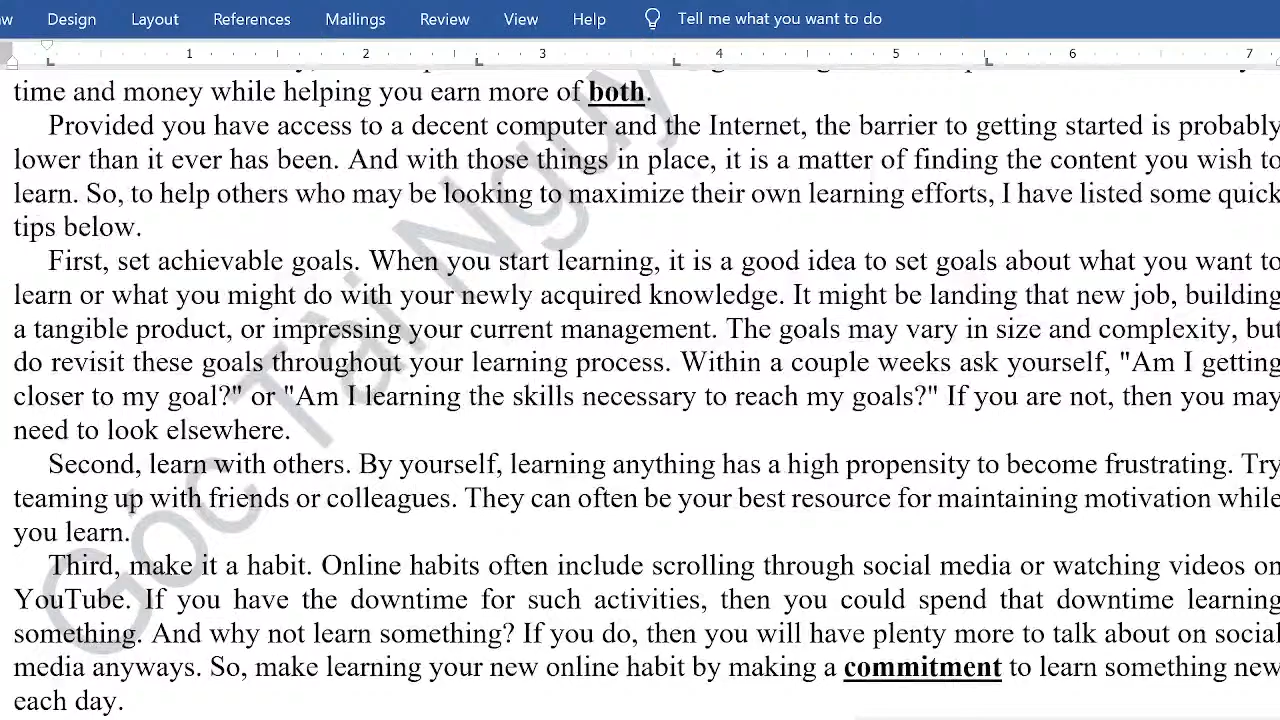 Design Layout References Mailings Review View Help Tell me what you want to do
1 2 3 4 5 6 7
time and money while helping you earn more of both.
Provided you have access to a decent computer and the Internet, the barrier to getting started is probably
lower than it ever has been. And with those things in place, it is a matter of finding the content you wish to
learn. So, to help others who may be looking to maximize their own learning efforts, I have listed some quick
tips below.
First, set achievable goals. When you start learning, it is a good idea to set goals about what you want to
learn or what you might do with your newly acquired knowledge. It might be landing that new job, building
a tangible product, or impressing your current management. The goals may vary in size and complexity, but
do revisit these goals throughout your learning process. Within a couple weeks ask yourself, "Am I getting
closer to my goal?" or "Am I learning the skills necessary to reach my goals?" If you are not, then you may
need to look elsewhere.
Second, learn with others. By yourself, learning anything has a high propensity to become frustrating. Try
teaming up with friends or colleagues. They can often be your best resource for maintaining motivation while
you learn.
Third, make it a habit. Online habits often include scrolling through social media or watching videos on
YouTube. If you have the downtime for such activities, then you could spend that downtime learning
something. And why not learn something? If you do, then you will have plenty more to talk about on social
media anyways. So, make learning your new online habit by making a commitment to learn something new
each day.
Góc Tài Nguy